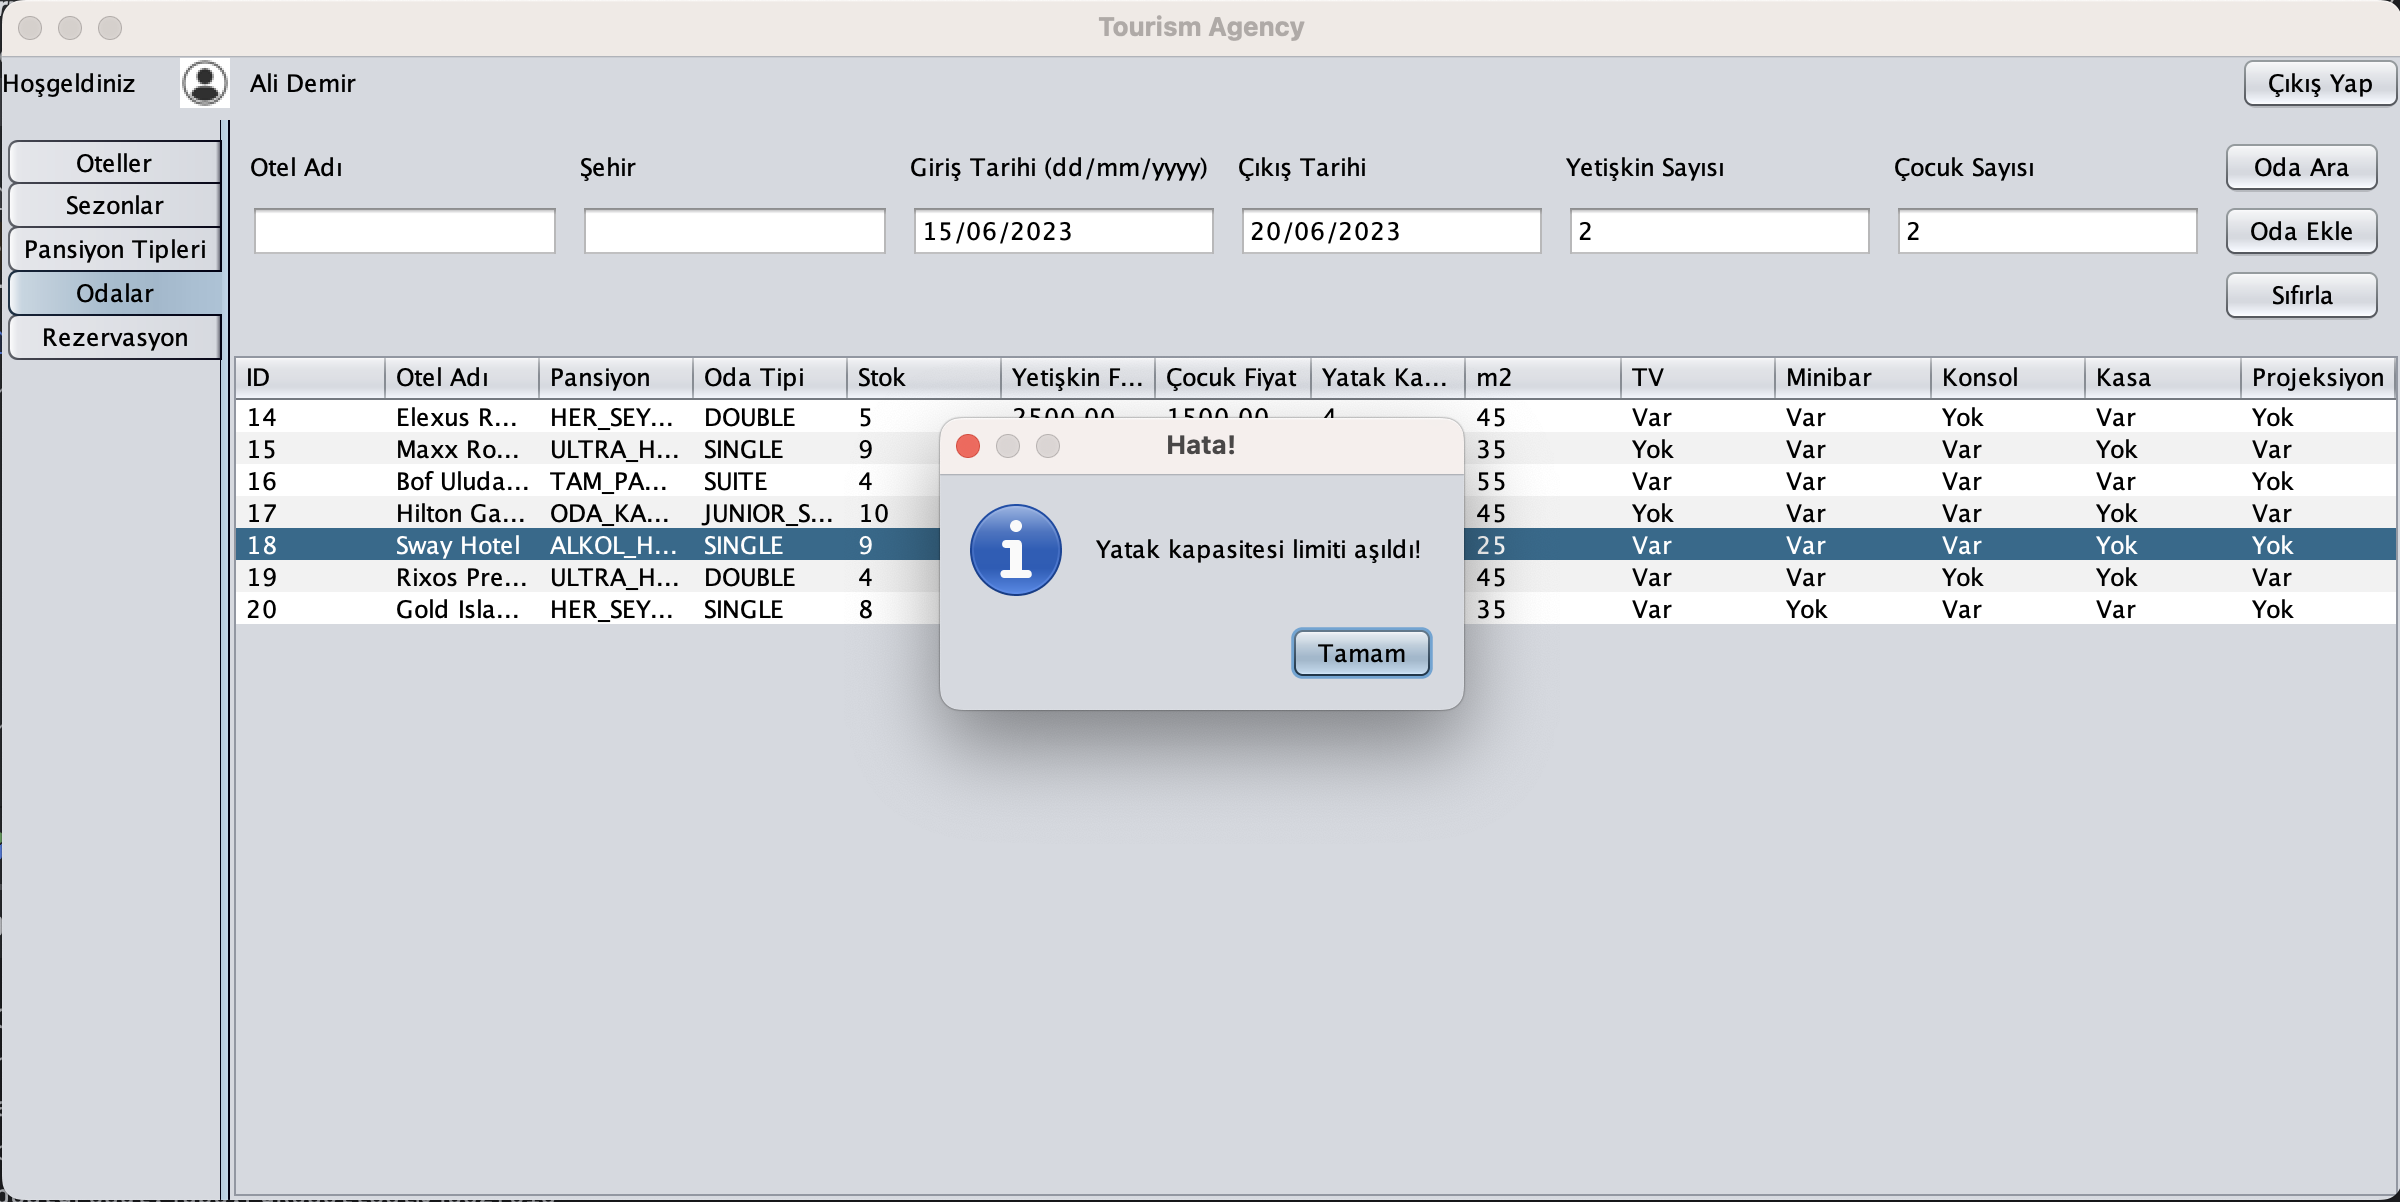 Tourism Agency
Hoşgeldiniz Ali Demir Çıkış Yap
Oteller
Sezonlar
Pansiyon Tipleri
Odalar
Rezervasyon
Otel Adı Şehir Giriş Tarihi (dd/mm/yyyy) Çıkış Tarihi Yetişkin Sayısı Çocuk Sayısı Oda Ara
15/06/2023 20/06/2023 2 2 Oda Ekle
Sıfırla
ID Otel Adı Pansiyon Oda Tipi Stok Yetişkin F... Çocuk Fiyat Yatak Ka... m2 TV Minibar Konsol Kasa Projeksiyon
14 Elexus R... HER_SEY... DOUBLE 5 2500.00 1500.00 4 45 Var Var Yok Var Yok
15 Maxx Ro... ULTRA_H... SINGLE 9 35 Yok Var Var Yok Var
16 Bof Uluda... TAM_PA... SUITE 4 55 Var Var Var Var Yok
17 Hilton Ga... ODA_KA... JUNIOR_S... 10 45 Yok Var Var Yok Var
18 Sway Hotel ALKOL_H... SINGLE 9 25 Var Var Var Yok Yok
19 Rixos Pre... ULTRA_H... DOUBLE 4 45 Var Var Yok Yok Var
20 Gold Isla... HER_SEY... SINGLE 8 35 Var Yok Var Var Yok
Hata!
Yatak kapasitesi limiti aşıldı!
Tamam